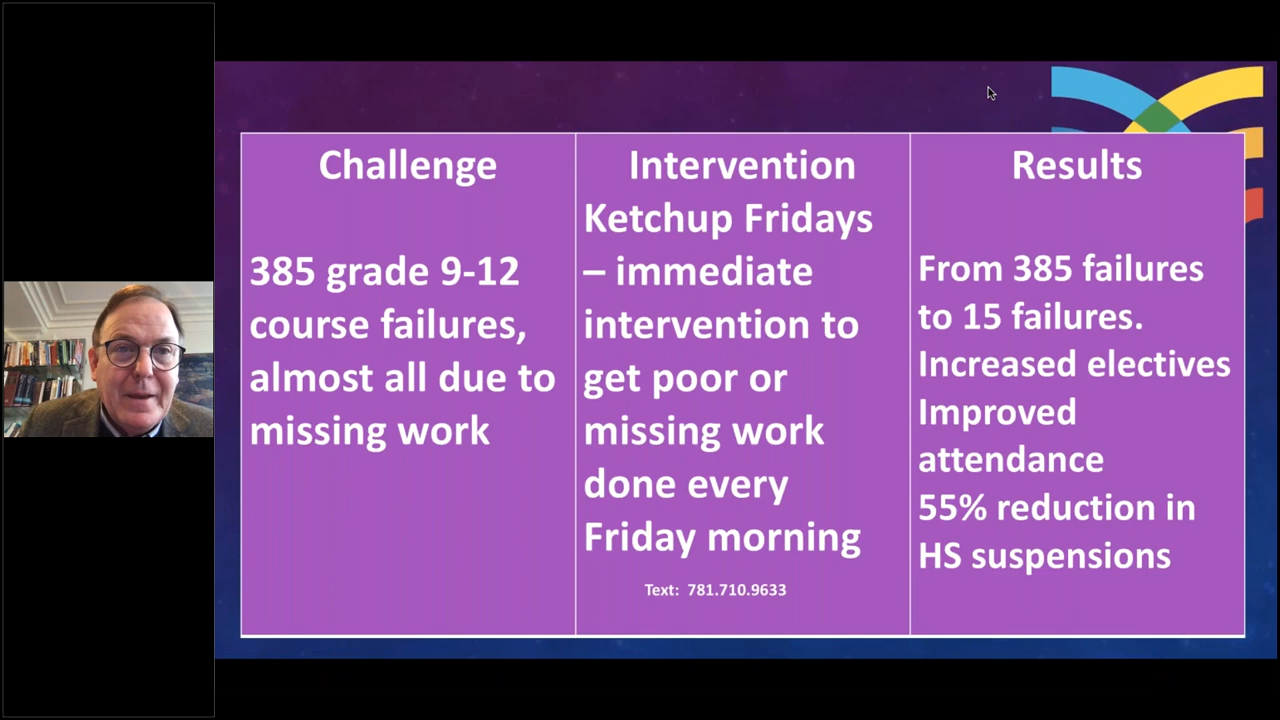 Challenge
385 grade 9-12
course failures,
almost all due to
missing work
Intervention
Ketchup Fridays
– immediate
intervention to
get poor or
missing work
done every
Friday morning
Text: 781.710.9633
Results
From 385 failures
to 15 failures.
Increased electives
Improved
attendance
55% reduction in
HS suspensions